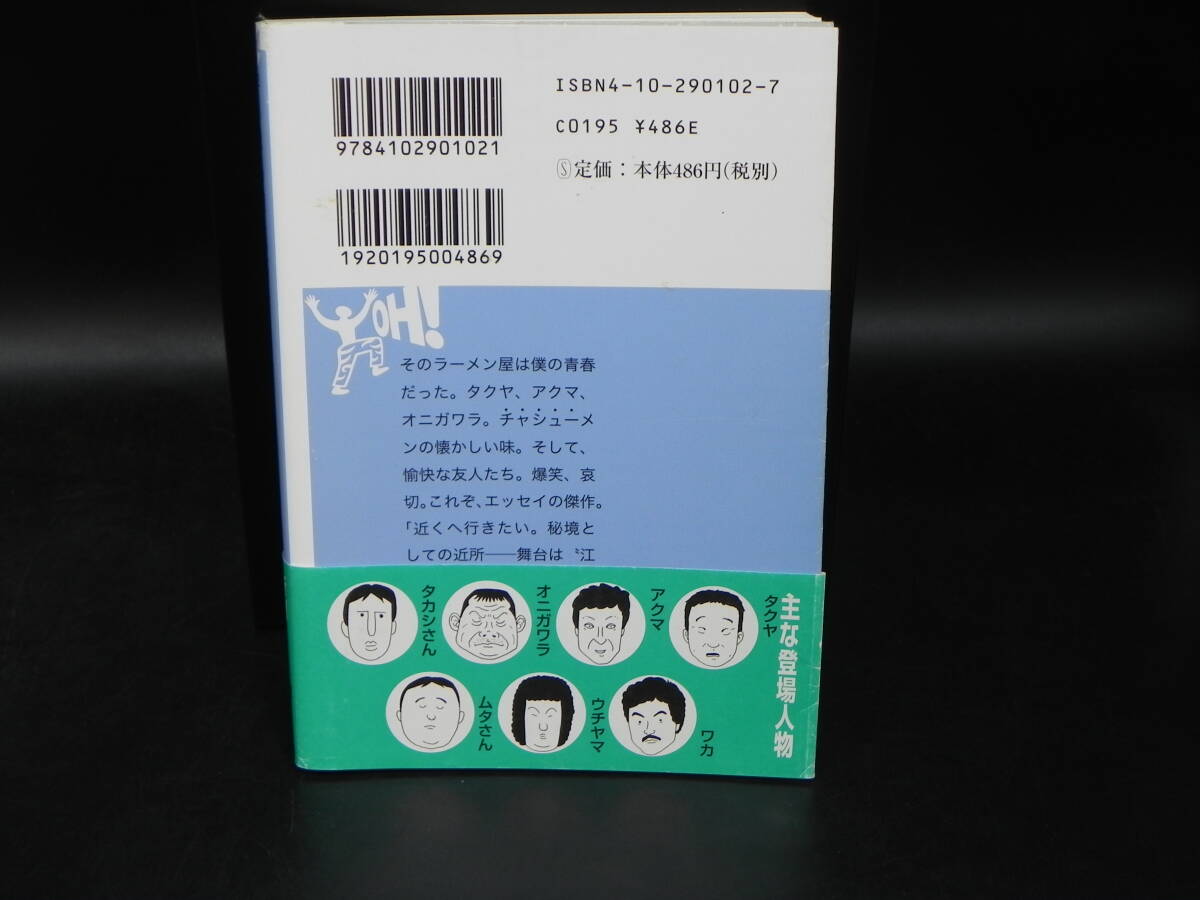 ISBN4-10-290102-7
9784102901021
C0195 ¥486E
Ⓢ定価：本体486円(税別)
1920195004869
OH!
そのラーメン屋は僕の青春
だった。タクヤ、アクマ、
オニガワラ。チャシューメ
ンの懐かしい味。そして、
愉快な友人たち。爆笑、哀
切。これぞ、エッセイの傑作。
「近くへ行きたい。秘境と
しての近所――舞台は〝江
主な登場人物
タクヤ
アクマ
オニガワラ
タカシさん
ワカ
ウチヤマ
ムタさん